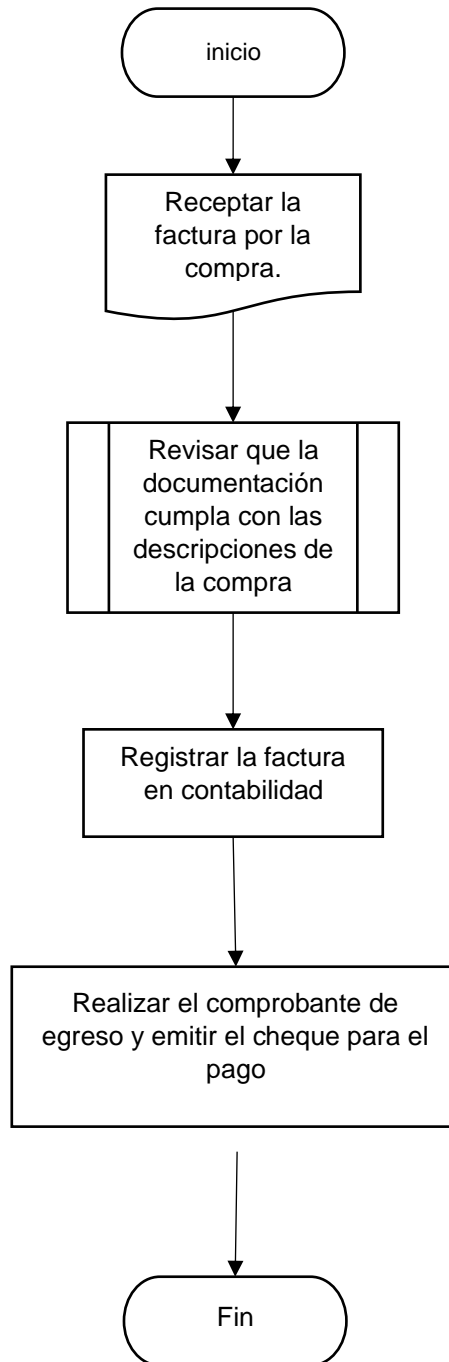 inicio
Receptar la
factura por la
compra.
Revisar que la
documentación
cumpla con las
descripciones de
la compra
Registrar la factura
en contabilidad
Realizar el comprobante de
egreso y emitir el cheque para el
pago
Fin